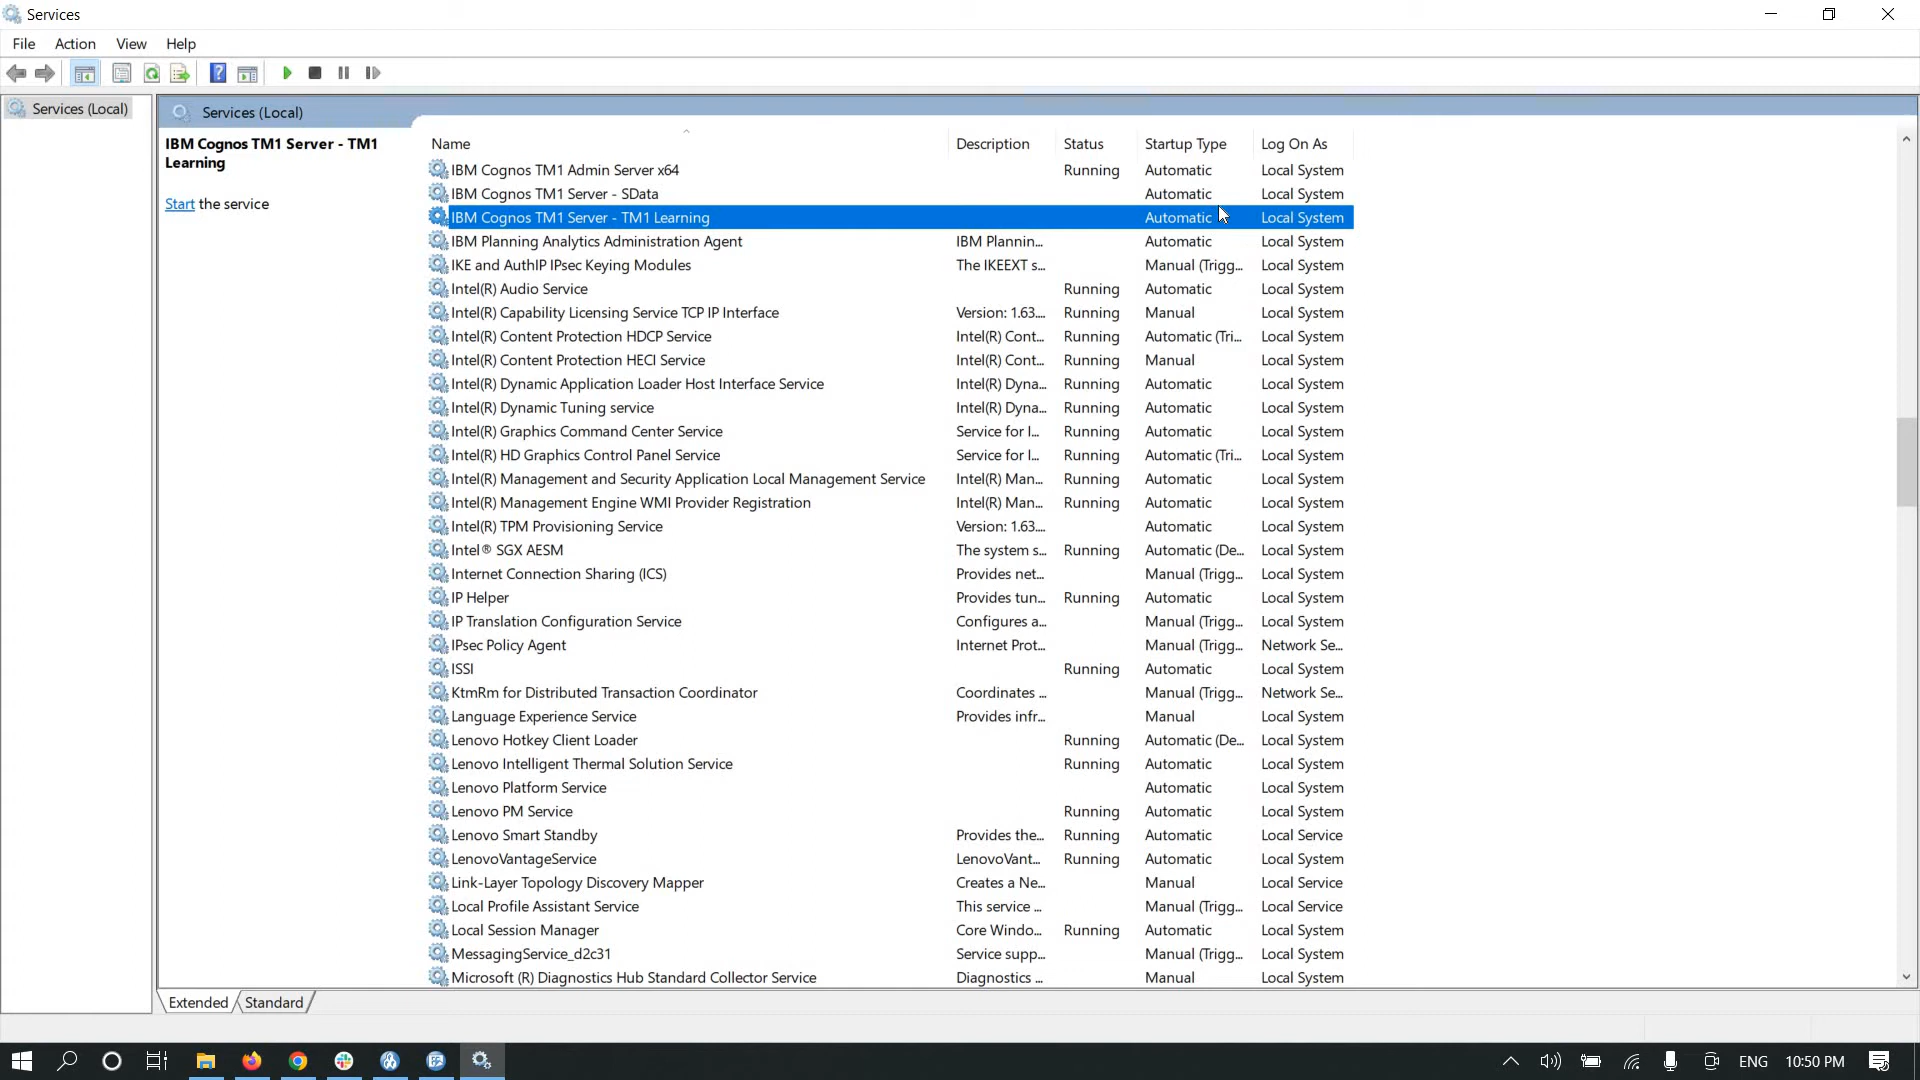 Services
File Action View Help
Services (Local)
Services (Local)
IBM Cognos TM1 Server - TM1
Learning
Start the service
Name Description Status Startup Type Log On As
IBM Cognos TM1 Admin Server x64 Running Automatic Local System
IBM Cognos TM1 Server - SData Automatic Local System
IBM Cognos TM1 Server - TM1 Learning Automatic Local System
IBM Planning Analytics Administration Agent IBM Plannin... Automatic Local System
IKE and AuthIP IPsec Keying Modules The IKEEXT s... Manual (Trigg... Local System
Intel(R) Audio Service Running Automatic Local System
Intel(R) Capability Licensing Service TCP IP Interface Version: 1.63.... Running Manual Local System
Intel(R) Content Protection HDCP Service Intel(R) Cont... Running Automatic (Tri... Local System
Intel(R) Content Protection HECI Service Intel(R) Cont... Running Manual Local System
Intel(R) Dynamic Application Loader Host Interface Service Intel(R) Dyna... Running Automatic Local System
Intel(R) Dynamic Tuning service Intel(R) Dyna... Running Automatic Local System
Intel(R) Graphics Command Center Service Service for I... Running Automatic Local System
Intel(R) HD Graphics Control Panel Service Service for I... Running Automatic (Tri... Local System
Intel(R) Management and Security Application Local Management Service Intel(R) Man... Running Automatic Local System
Intel(R) Management Engine WMI Provider Registration Intel(R) Man... Running Automatic Local System
Intel(R) TPM Provisioning Service Version: 1.63.... Automatic Local System
Intel® SGX AESM The system s... Running Automatic (De... Local System
Internet Connection Sharing (ICS) Provides net... Manual (Trigg... Local System
IP Helper Provides tun... Running Automatic Local System
IP Translation Configuration Service Configures a... Manual (Trigg... Local System
IPsec Policy Agent Internet Prot... Manual (Trigg... Network Se...
ISSI Running Automatic Local System
KtmRm for Distributed Transaction Coordinator Coordinates ... Manual (Trigg... Network Se...
Language Experience Service Provides infr... Manual Local System
Lenovo Hotkey Client Loader Running Automatic (De... Local System
Lenovo Intelligent Thermal Solution Service Running Automatic Local System
Lenovo Platform Service Automatic Local System
Lenovo PM Service Running Automatic Local System
Lenovo Smart Standby Provides the... Running Automatic Local Service
LenovoVantageService LenovoVant... Running Automatic Local System
Link-Layer Topology Discovery Mapper Creates a Ne... Manual Local Service
Local Profile Assistant Service This service ... Manual (Trigg... Local Service
Local Session Manager Core Windo... Running Automatic Local System
MessagingService_d2c31 Service supp... Manual (Trigg... Local System
Microsoft (R) Diagnostics Hub Standard Collector Service Diagnostics ... Manual Local System
Extended Standard
ENG 10:50 PM